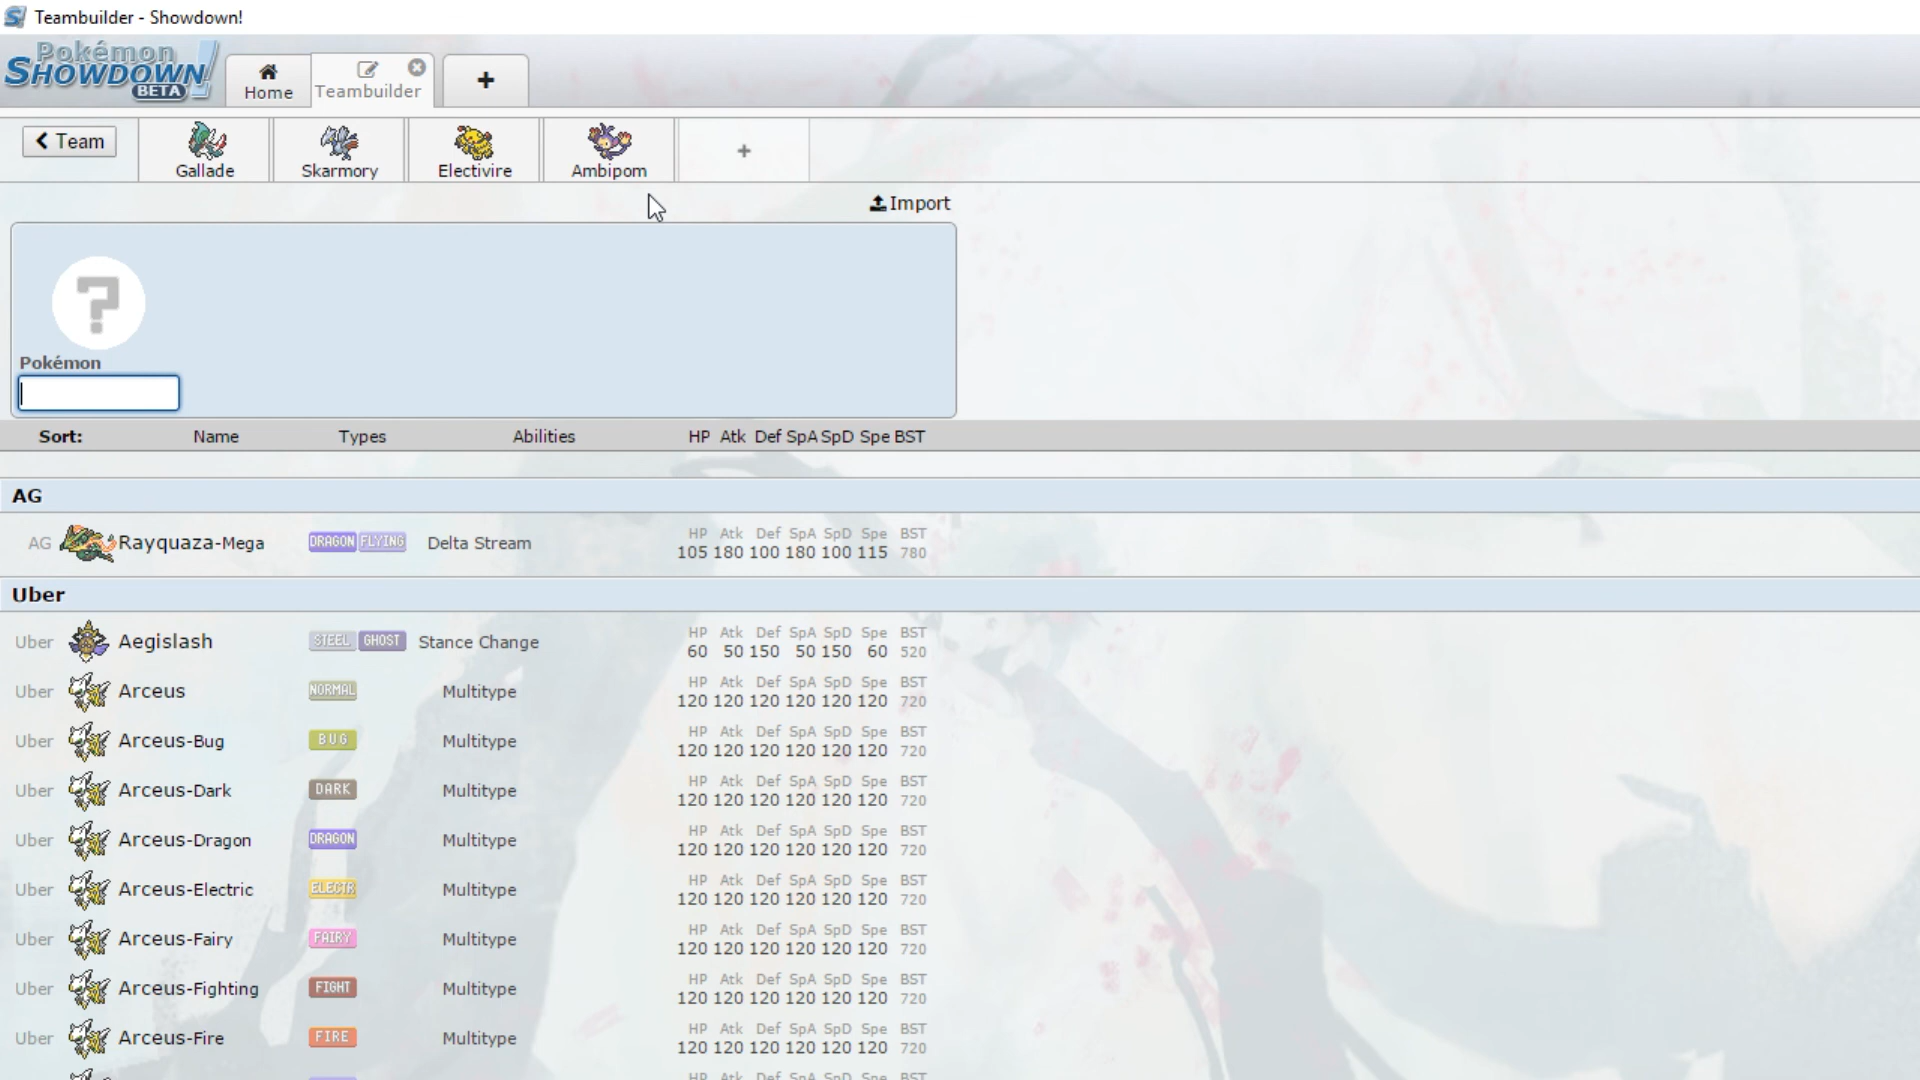 Teambuilder - Showdown!
Pokémon
SHOWDOWN!
BETA
Home
Teambuilder
+
Team
Gallade
Skarmory
Electivire
Ambipom
+
Import
?
Pokémon
Sort: Name Types Abilities HP Atk Def SpA SpD Spe BST
AG
HP Atk Def SpA SpD Spe BST
AG Rayquaza-Mega DRAGON FLYING Delta Stream 105 180 100 180 100 115 780
Uber
HP Atk Def SpA SpD Spe BST
Uber Aegislash STEEL GHOST Stance Change 60 50 150 50 150 60 520
HP Atk Def SpA SpD Spe BST
Uber Arceus NORMAL Multitype 120 120 120 120 120 120 720
HP Atk Def SpA SpD Spe BST
Uber Arceus-Bug BUG Multitype 120 120 120 120 120 120 720
HP Atk Def SpA SpD Spe BST
Uber Arceus-Dark DARK Multitype 120 120 120 120 120 120 720
HP Atk Def SpA SpD Spe BST
Uber Arceus-Dragon DRAGON Multitype 120 120 120 120 120 120 720
HP Atk Def SpA SpD Spe BST
Uber Arceus-Electric ELECTR Multitype 120 120 120 120 120 120 720
HP Atk Def SpA SpD Spe BST
Uber Arceus-Fairy FAIRY Multitype 120 120 120 120 120 120 720
HP Atk Def SpA SpD Spe BST
Uber Arceus-Fighting FIGHT Multitype 120 120 120 120 120 120 720
HP Atk Def SpA SpD Spe BST
Uber Arceus-Fire FIRE Multitype 120 120 120 120 120 120 720
HP Atk Def SpA SpD Spe BST